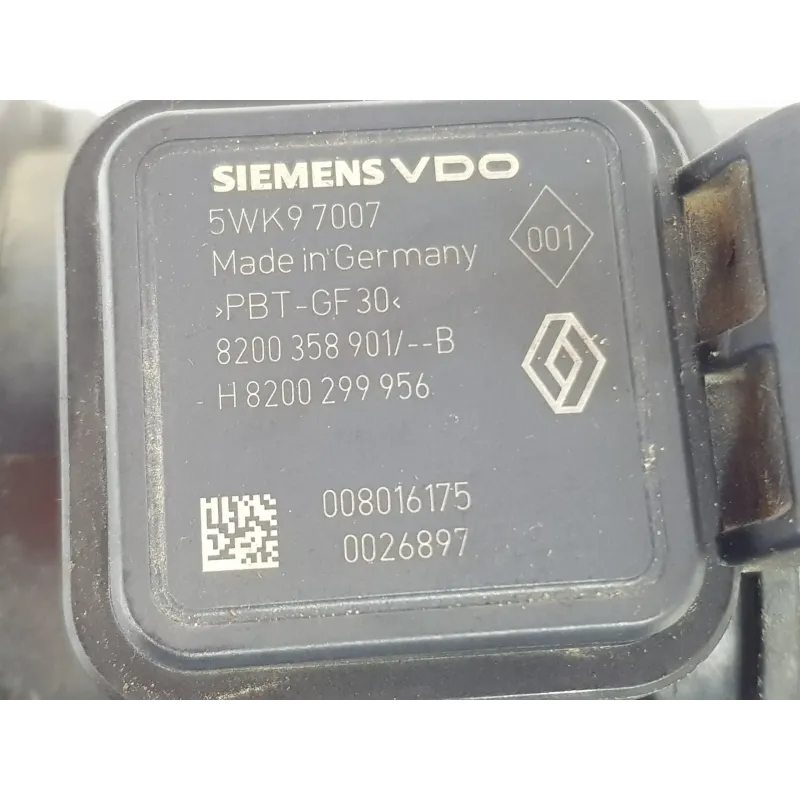 SIEMENS VDO
5WK9 7007
001
Made in Germany
>PBT-GF30<
8200 358 901/--B
H 8200 299 956
008016175
0026897